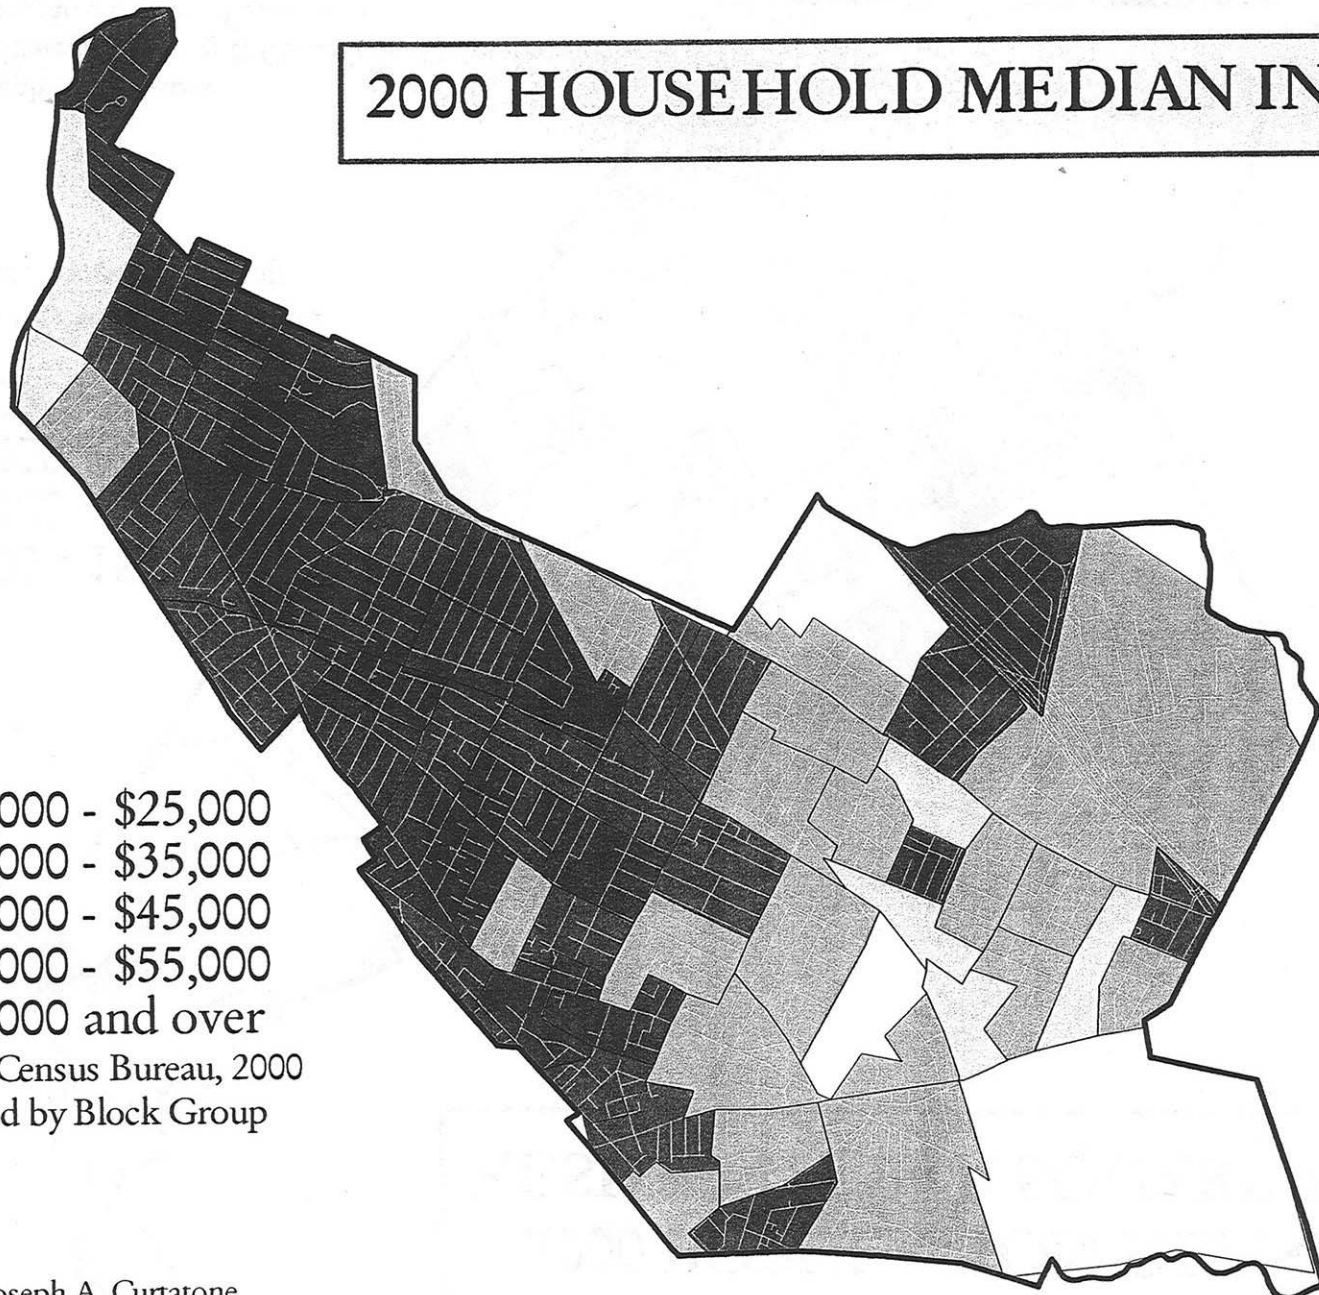 2000 HOUSEHOLD MEDIAN IN
000 - $25,000
000 - $35,000
000 - $45,000
000 - $55,000
000 and over
Census Bureau, 2000
d by Block Group
oseph A. Curtatone